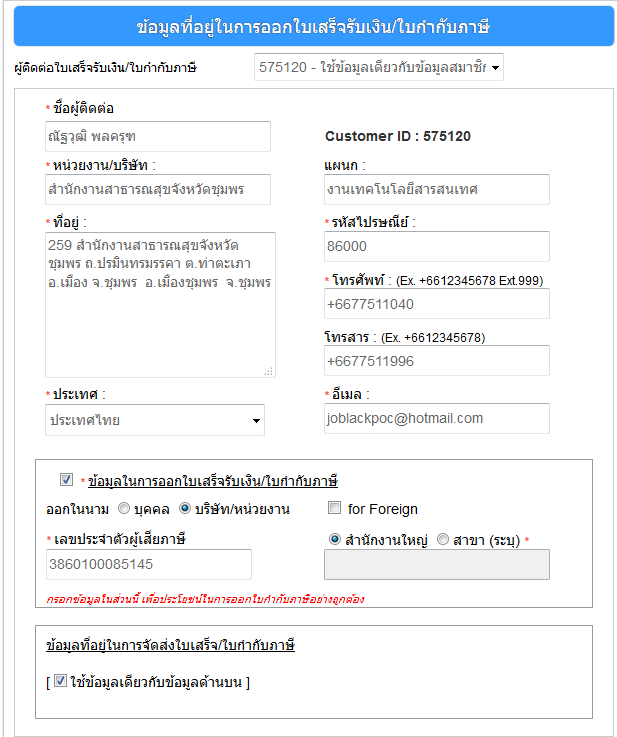 ข้อมูลที่อยู่ในการออกใบเสร็จรับเงิน/ใบกำกับภาษี
ผู้ติดต่อใบเสร็จรับเงิน/ใบกำกับภาษี
575120 - ใช้ข้อมูลเดียวกับข้อมูลสมาชิก
* ชื่อผู้ติดต่อ
ณัฐวุฒิ พลครุฑ
Customer ID : 575120
* หน่วยงาน/บริษัท :
สำนักงานสาธารณสุขจังหวัดชุมพร
แผนก :
งานเทคโนโลยีสารสนเทศ
* ที่อยู่ :
259 สำนักงานสาธารณสุขจังหวัด
ชุมพร ถ.ปรมินทรมรรคา ต.ท่าตะเภา
อ.เมือง จ.ชุมพร อ.เมืองชุมพร จ.ชุมพร
* รหัสไปรษณีย์ :
86000
* โทรศัพท์ : (Ex. +6612345678 Ext.999)
+6677511040
โทรสาร : (Ex. +6612345678)
+6677511996
* ประเทศ :
ประเทศไทย
* อีเมล :
joblackpoc@hotmail.com
* ข้อมูลในการออกใบเสร็จรับเงิน/ใบกำกับภาษี
ออกในนาม บุคคล บริษัท/หน่วยงาน
for Foreign
* เลขประจำตัวผู้เสียภาษี
3860100085145
สำนักงานใหญ่ สาขา (ระบุ) *
กรอกข้อมูลในส่วนนี้ เพื่อประโยชน์ในการออกใบกำกับภาษีอย่างถูกต้อง
ข้อมูลที่อยู่ในการจัดส่งใบเสร็จ/ใบกำกับภาษี
[ ใช้ข้อมูลเดียวกับข้อมูลด้านบน ]